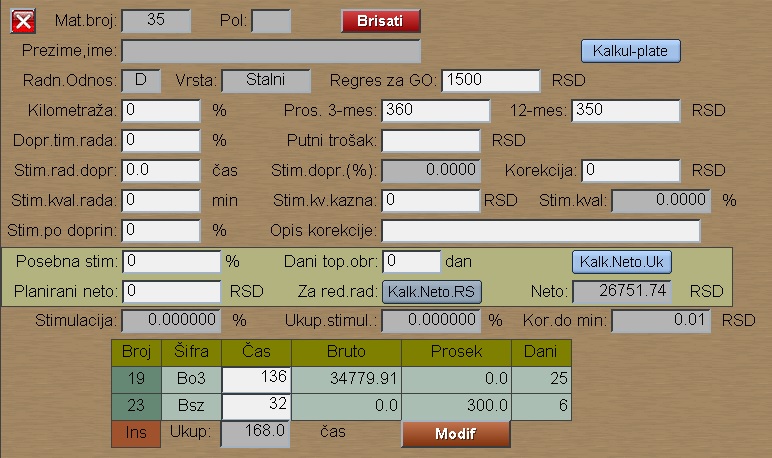 Mat.broj: 35 Pol: Brisati
Prezime,ime: Kalkul-plate
Radn.Odnos: D Vrsta: Stalni Regres za GO: 1500 RSD
Kilometraža: 0 % Pros. 3-mes: 360 12-mes: 350 RSD
Dopr.tim.rada: 0 % Putni trošak: RSD
Stim.rad.dopr: 0.0 čas Stim.dopr.(%): 0.0000 Korekcija: 0 RSD
Stim.kval.rada: 0 min Stim.kv.kazna: 0 RSD Stim.kval: 0.0000 %
Stim.po doprin: 0 % Opis korekcije:
Posebna stim: 0 % Dani top.obr: 0 dan Kalk.Neto.Uk
Planirani neto: 0 RSD Za red.rad: Kalk.Neto.RS Neto: 26751.74 RSD
Stimulacija: 0.000000 % Ukup.stimul.: 0.000000 % Kor.do min: 0.01 RSD
Broj Šifra Čas Bruto Prosek Dani
19 Bo3 136 34779.91 0.0 25
23 Bsz 32 0.0 300.0 6
Ins Ukup: 168.0 čas Modif